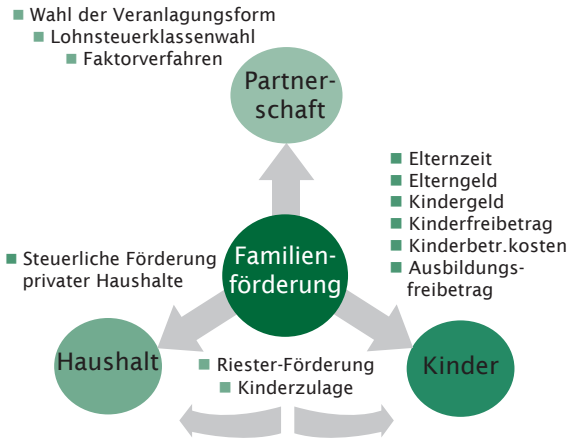 Wahl der Veranlagungsform
Lohnsteuerklassenwahl
Faktorverfahren
Partner-
schaft
Elternzeit
Elterngeld
Kindergeld
Kinderfreibetrag
Kinderbetr.kosten
Ausbildungs-
freibetrag
Steuerliche Förderung
privater Haushalte
Familien-
förderung
Haushalt
Riester-Förderung
Kinderzulage
Kinder